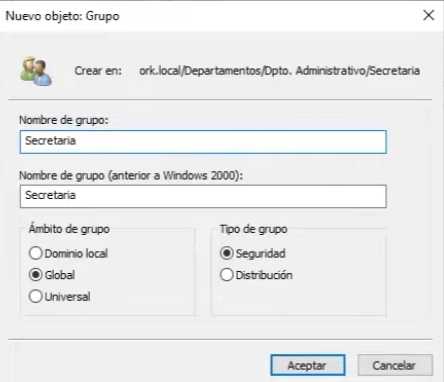 Nuevo objeto: Grupo
Crear en: ork.local/Departamentos/Dpto. Administrativo/Secretaria
Nombre de grupo:
Secretaria
Nombre de grupo (anterior a Windows 2000):
Secretaria
Ámbito de grupo
Dominio local
Global
Universal
Tipo de grupo
Seguridad
Distribución
Aceptar
Cancelar